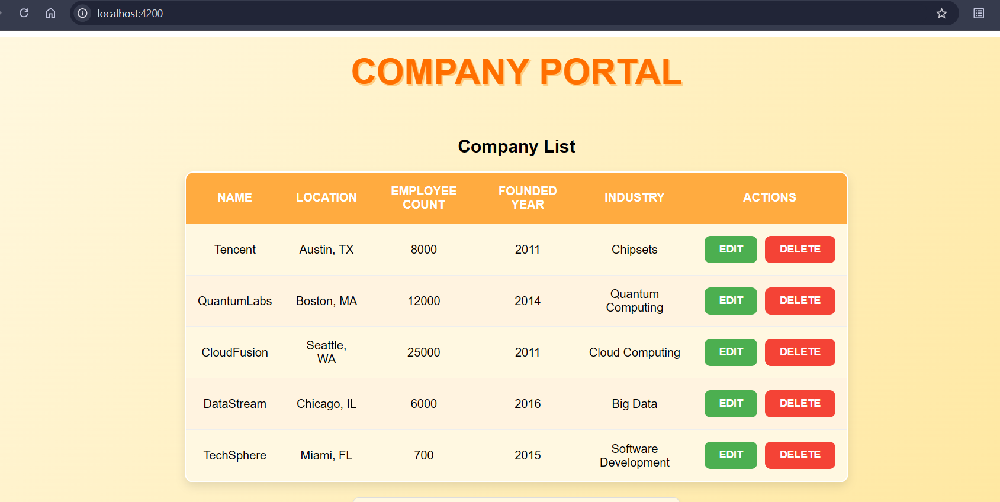 localhost:4200
COMPANY PORTAL
Company List
NAME LOCATION EMPLOYEE COUNT FOUNDED YEAR INDUSTRY ACTIONS
Tencent Austin, TX 8000 2011 Chipsets EDIT DELETE
QuantumLabs Boston, MA 12000 2014 Quantum Computing EDIT DELETE
CloudFusion Seattle, WA 25000 2011 Cloud Computing EDIT DELETE
DataStream Chicago, IL 6000 2016 Big Data EDIT DELETE
TechSphere Miami, FL 700 2015 Software Development EDIT DELETE